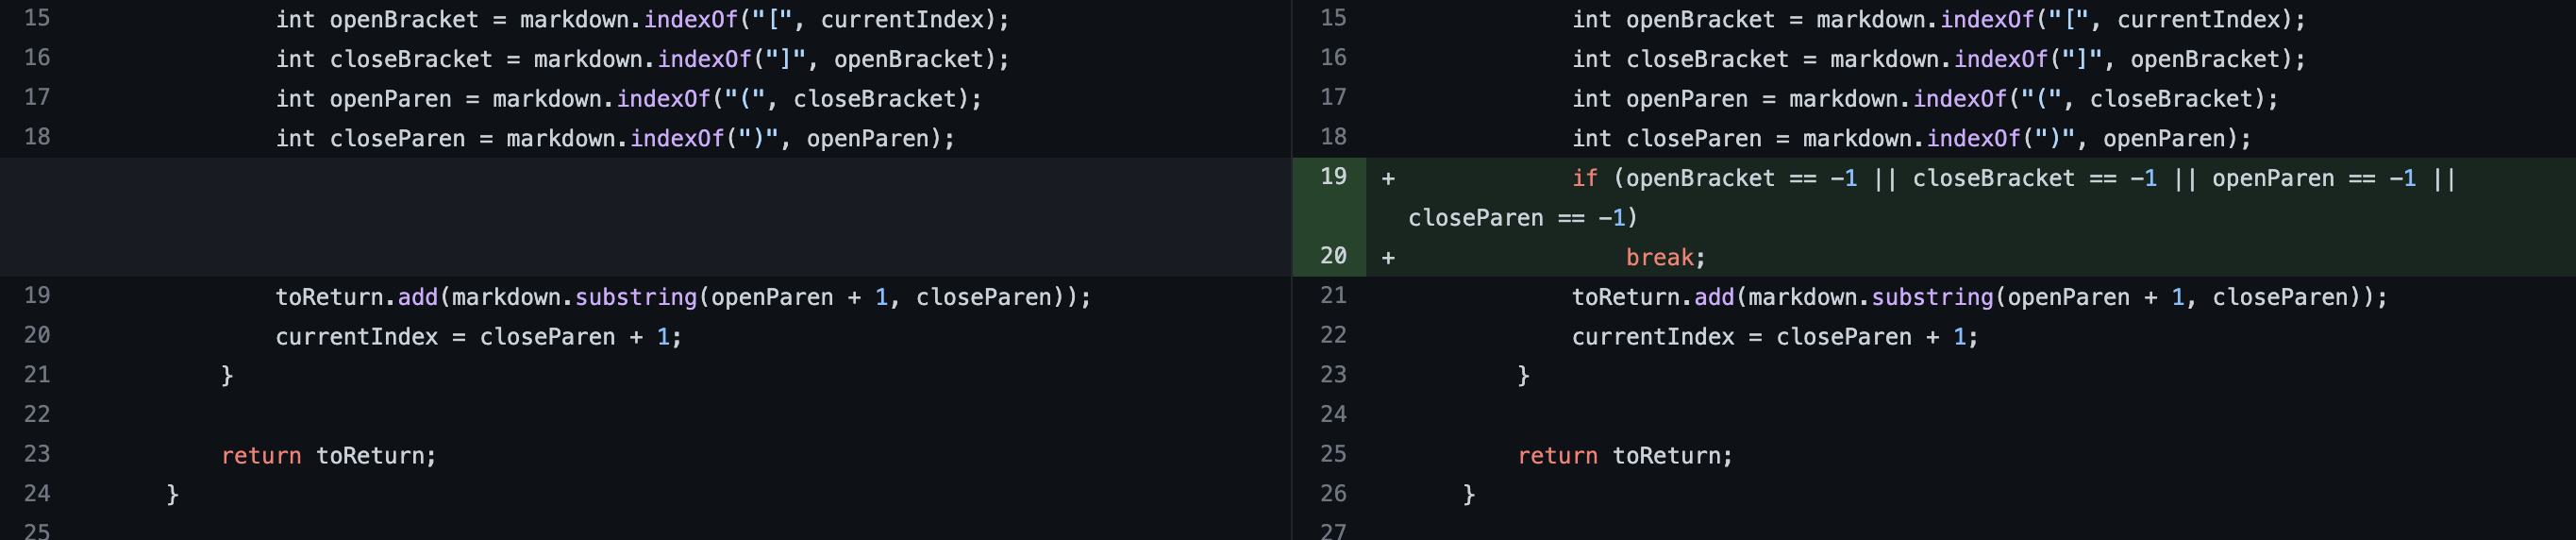 15 int openBracket = markdown.indexOf("[", currentIndex);
16 int closeBracket = markdown.indexOf("]", openBracket);
17 int openParen = markdown.indexOf("(", closeBracket);
18 int closeParen = markdown.indexOf(")", openParen);
19 toReturn.add(markdown.substring(openParen + 1, closeParen));
20 currentIndex = closeParen + 1;
21 }
22
23 return toReturn;
24 }
25
15 int openBracket = markdown.indexOf("[", currentIndex);
16 int closeBracket = markdown.indexOf("]", openBracket);
17 int openParen = markdown.indexOf("(", closeBracket);
18 int closeParen = markdown.indexOf(")", openParen);
19 + if (openBracket == -1 || closeBracket == -1 || openParen == -1 ||
closeParen == -1)
20 + break;
21 toReturn.add(markdown.substring(openParen + 1, closeParen));
22 currentIndex = closeParen + 1;
23 }
24
25 return toReturn;
26 }
27